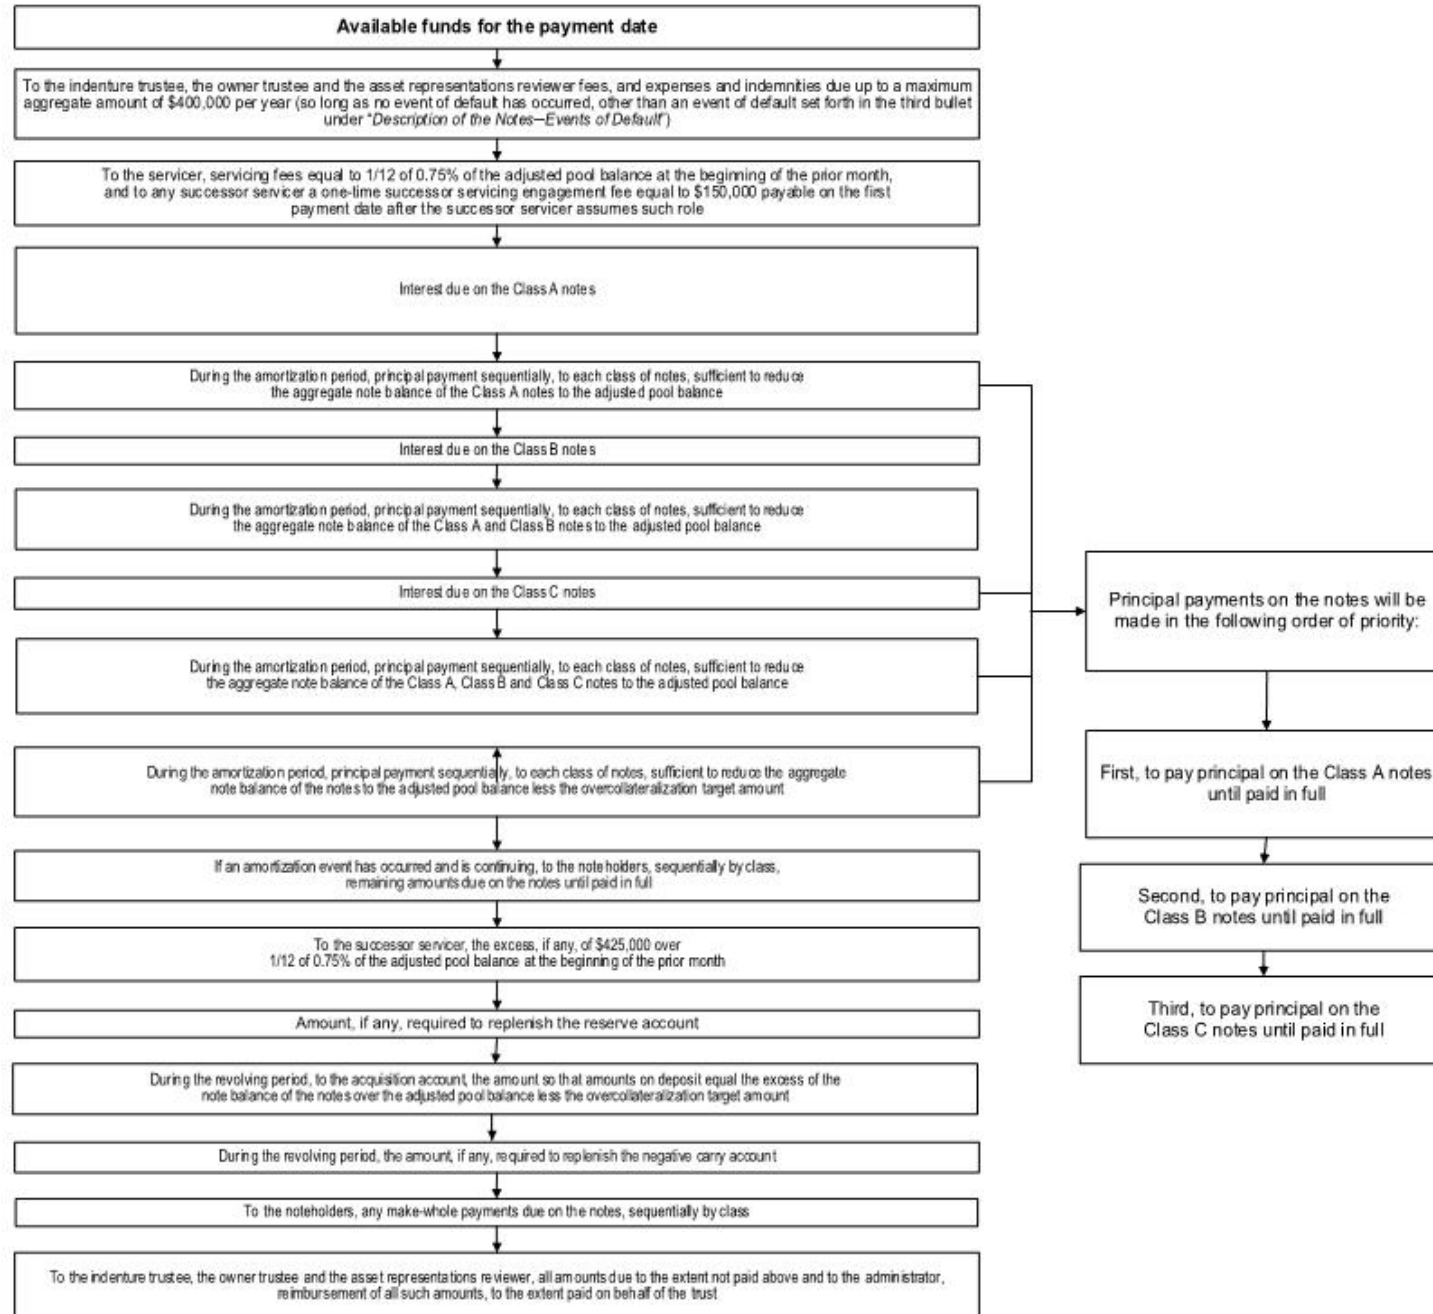 Available funds for the payment date
To the indenture trustee, the owner trustee and the asset representations reviewer fees, and expenses and indemnities due up to a maximum
aggregate amount of $400,000 per year (so long as no event of default has occurred, other than an event of default set forth in the third bullet
under “Description of the Notes—Events of Default”)
To the servicer, servicing fees equal to 1/12 of 0.75% of the adjusted pool balance at the beginning of the prior month,
and to any successor servicer a one-time successor servicing engagement fee equal to $150,000 payable on the first
payment date after the successor servicer assumes such role
Interest due on the Class A notes
During the amortization period, principal payment sequentially, to each class of notes, sufficient to reduce
the aggregate note balance of the Class A notes to the adjusted pool balance
Interest due on the Class B notes
During the amortization period, principal payment sequentially, to each class of notes, sufficient to reduce
the aggregate note balance of the Class A and Class B notes to the adjusted pool balance
Interest due on the Class C notes
During the amortization period, principal payment sequentially, to each class of notes, sufficient to reduce
the aggregate note balance of the Class A, Class B and Class C notes to the adjusted pool balance
During the amortization period, principal payment sequentially, to each class of notes, sufficient to reduce the aggregate
note balance of the notes to the adjusted pool balance less the overcollateralization target amount
If an amortization event has occurred and is continuing, to the noteholders, sequentially by class,
remaining amounts due on the notes until paid in full
To the successor servicer, the excess, if any, of $425,000 over
1/12 of 0.75% of the adjusted pool balance at the beginning of the prior month
Amount, if any, required to replenish the reserve account
During the revolving period, to the acquisition account, the amount so that amounts on deposit equal the excess of the
note balance of the notes over the adjusted pool balance less the overcollateralization target amount
During the revolving period, the amount, if any, required to replenish the negative carry account
To the noteholders, any make-whole payments due on the notes, sequentially by class
To the indenture trustee, the owner trustee and the asset representations reviewer, all amounts due to the extent not paid above and to the administrator,
reimbursement of all such amounts, to the extent paid on behalf of the trust
Principal payments on the notes will be
made in the following order of priority:
First, to pay principal on the Class A notes
until paid in full
Second, to pay principal on the
Class B notes until paid in full
Third, to pay principal on the
Class C notes until paid in full